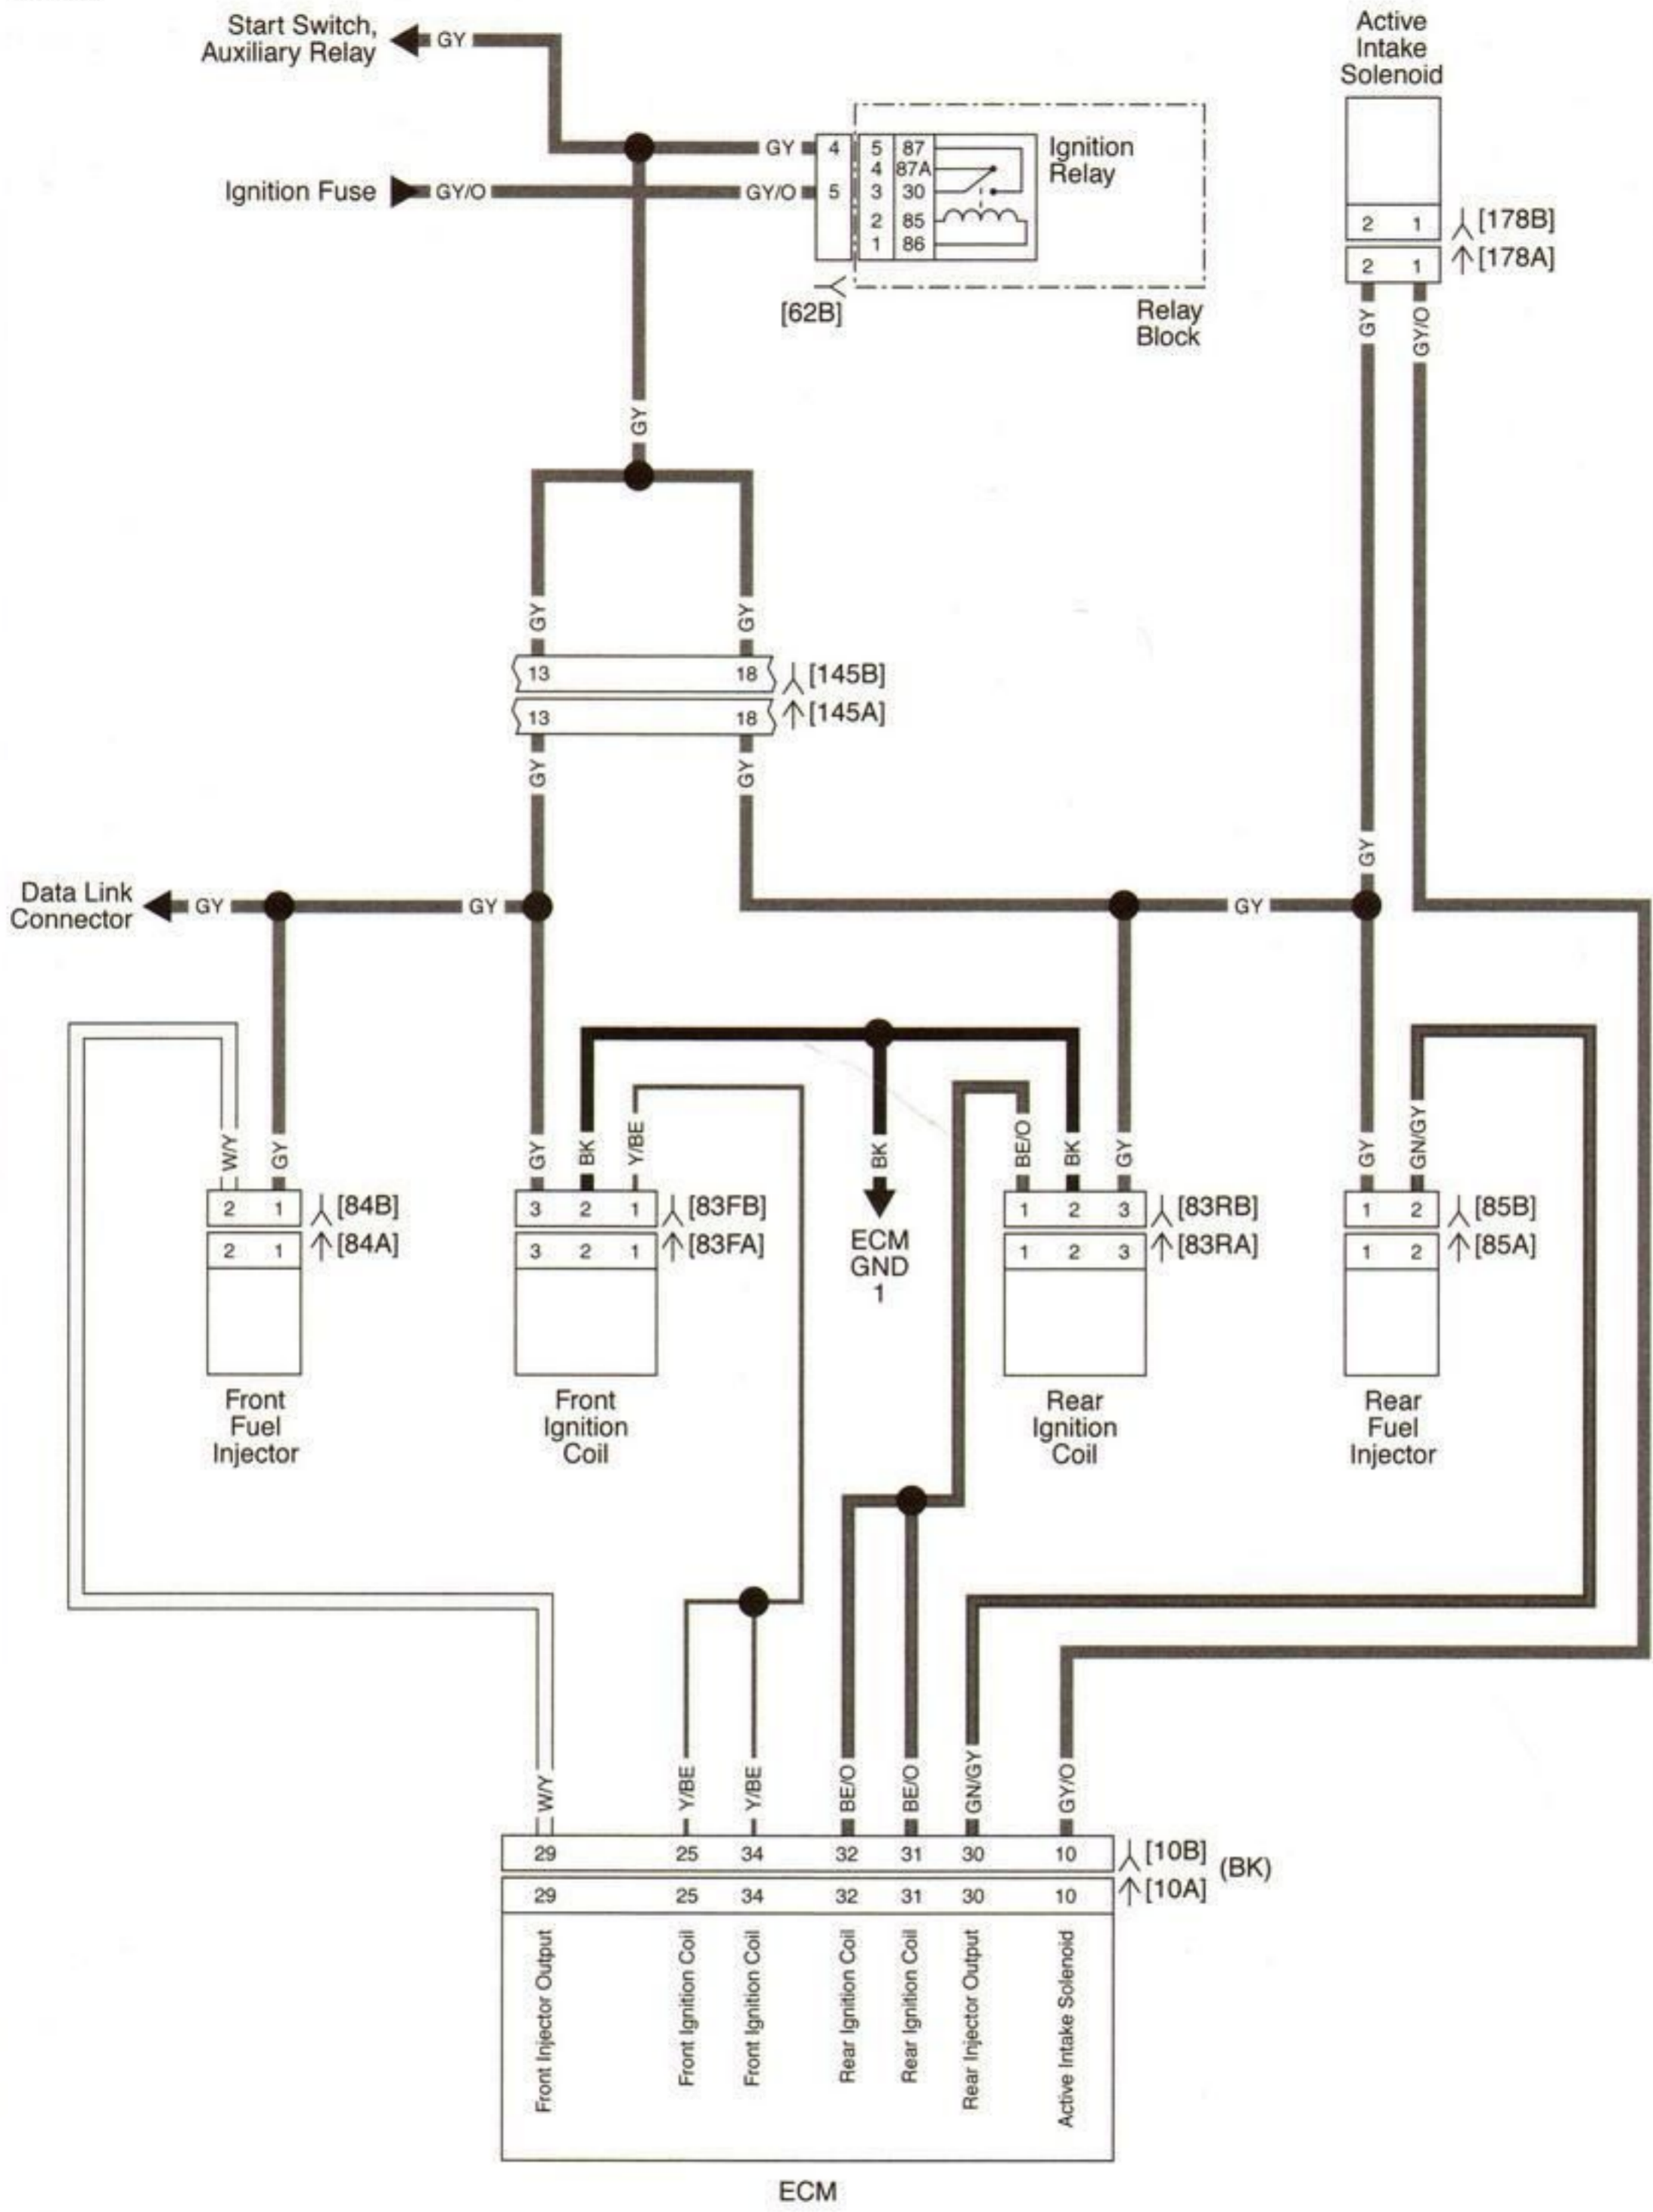 Start Switch,
Auxiliary Relay
GY
Active
Intake
Solenoid
GY
4
5 87
4 87A
Ignition
Relay
Ignition Fuse
GY/O
GY/O
5
3 30
2 85
1 86
2 1
[178B]
2 1
[178A]
[62B]
Relay
Block
GY
GY/O
GY
GY
GY
13 18
[145B]
13 18
[145A]
GY
GY
GY
Data Link
Connector
GY
GY
GY
W/Y
GY
GY
BK
Y/BE
BK
BE/O
BK
GY
GY
GN/GY
2 1
[84B]
2 1
[84A]
3 2 1
[83FB]
3 2 1
[83FA]
ECM
GND
1
1 2 3
[83RB]
1 2 3
[83RA]
1 2
[85B]
1 2
[85A]
Front
Fuel
Injector
Front
Ignition
Coil
Rear
Ignition
Coil
Rear
Fuel
Injector
W/Y
Y/BE
Y/BE
BE/O
BE/O
GN/GY
GY/O
29 25 34 32 31 30 10
[10B]
(BK)
29 25 34 32 31 30 10
[10A]
Front Injector Output
Front Ignition Coil
Front Ignition Coil
Rear Ignition Coil
Rear Ignition Coil
Rear Injector Output
Active Intake Solenoid
ECM